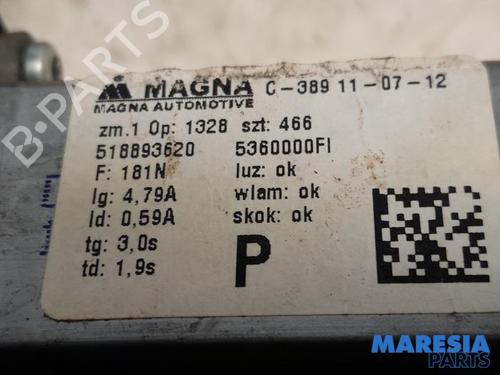 MAGNA C-389 11-07-12
MAGNA AUTOMOTIVE
zm.1 Op: 1328 szt: 466
518893620 5360000FI
F: 181N luz: ok
Ig: 4,79A wlam: ok
Id: 0,59A skok: ok
tg: 3,0s
td: 1,9s
P
MARESIA
PARTS